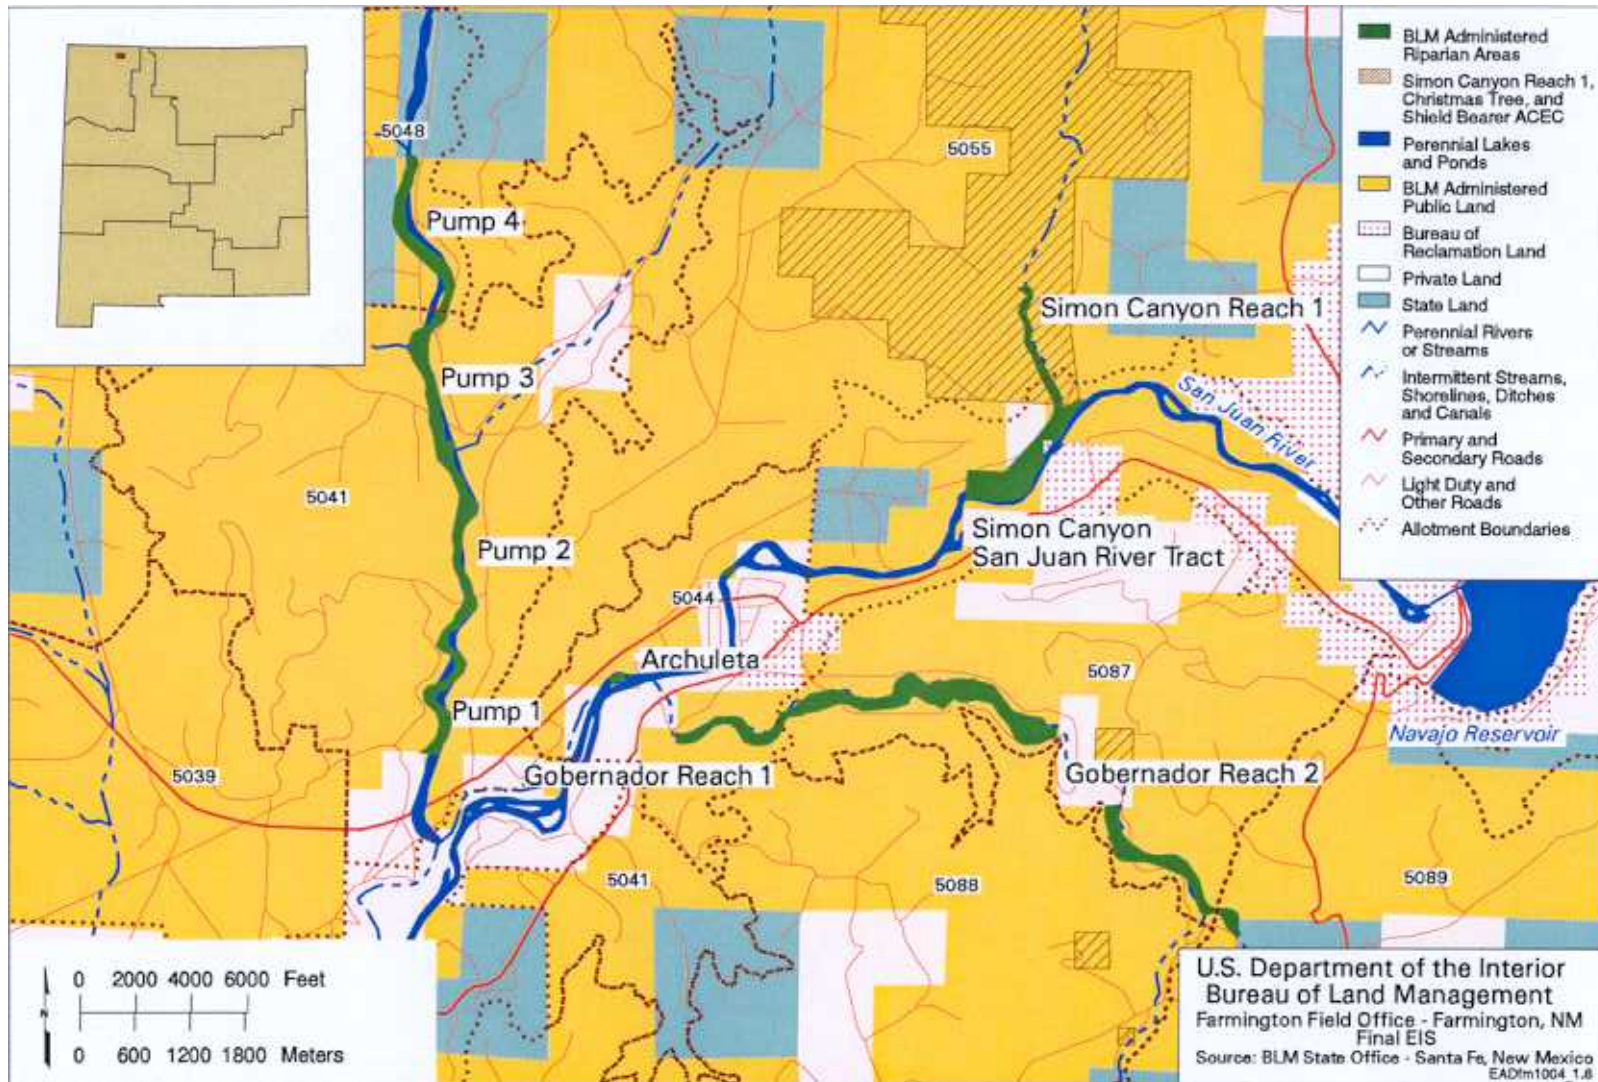 5048
Pump 4
5055
Simon Canyon Reach 1
Pump 3
San Juan River
5041
Pump 2
Simon Canyon
San Juan River Tract
5044
Archuleta
5087
Pump 1
Navajo Reservoir
5039
Gobernador Reach 1
Gobernador Reach 2
5041
5088
5089
BLM Administered
Riparian Areas
Simon Canyon Reach 1,
Christmas Tree, and
Shield Bearer ACEC
Perennial Lakes
and Ponds
BLM Administered
Public Land
Bureau of
Reclamation Land
Private Land
State Land
Perennial Rivers
or Streams
Intermittent Streams,
Shorelines, Ditches
and Canals
Primary and
Secondary Roads
Light Duty and
Other Roads
Allotment Boundaries
N
0 2000 4000 6000 Feet
0 600 1200 1800 Meters
U.S. Department of the Interior
Bureau of Land Management
Farmington Field Office - Farmington, NM
Final EIS
Source: BLM State Office - Santa Fe, New Mexico
EADfm1004 1.6